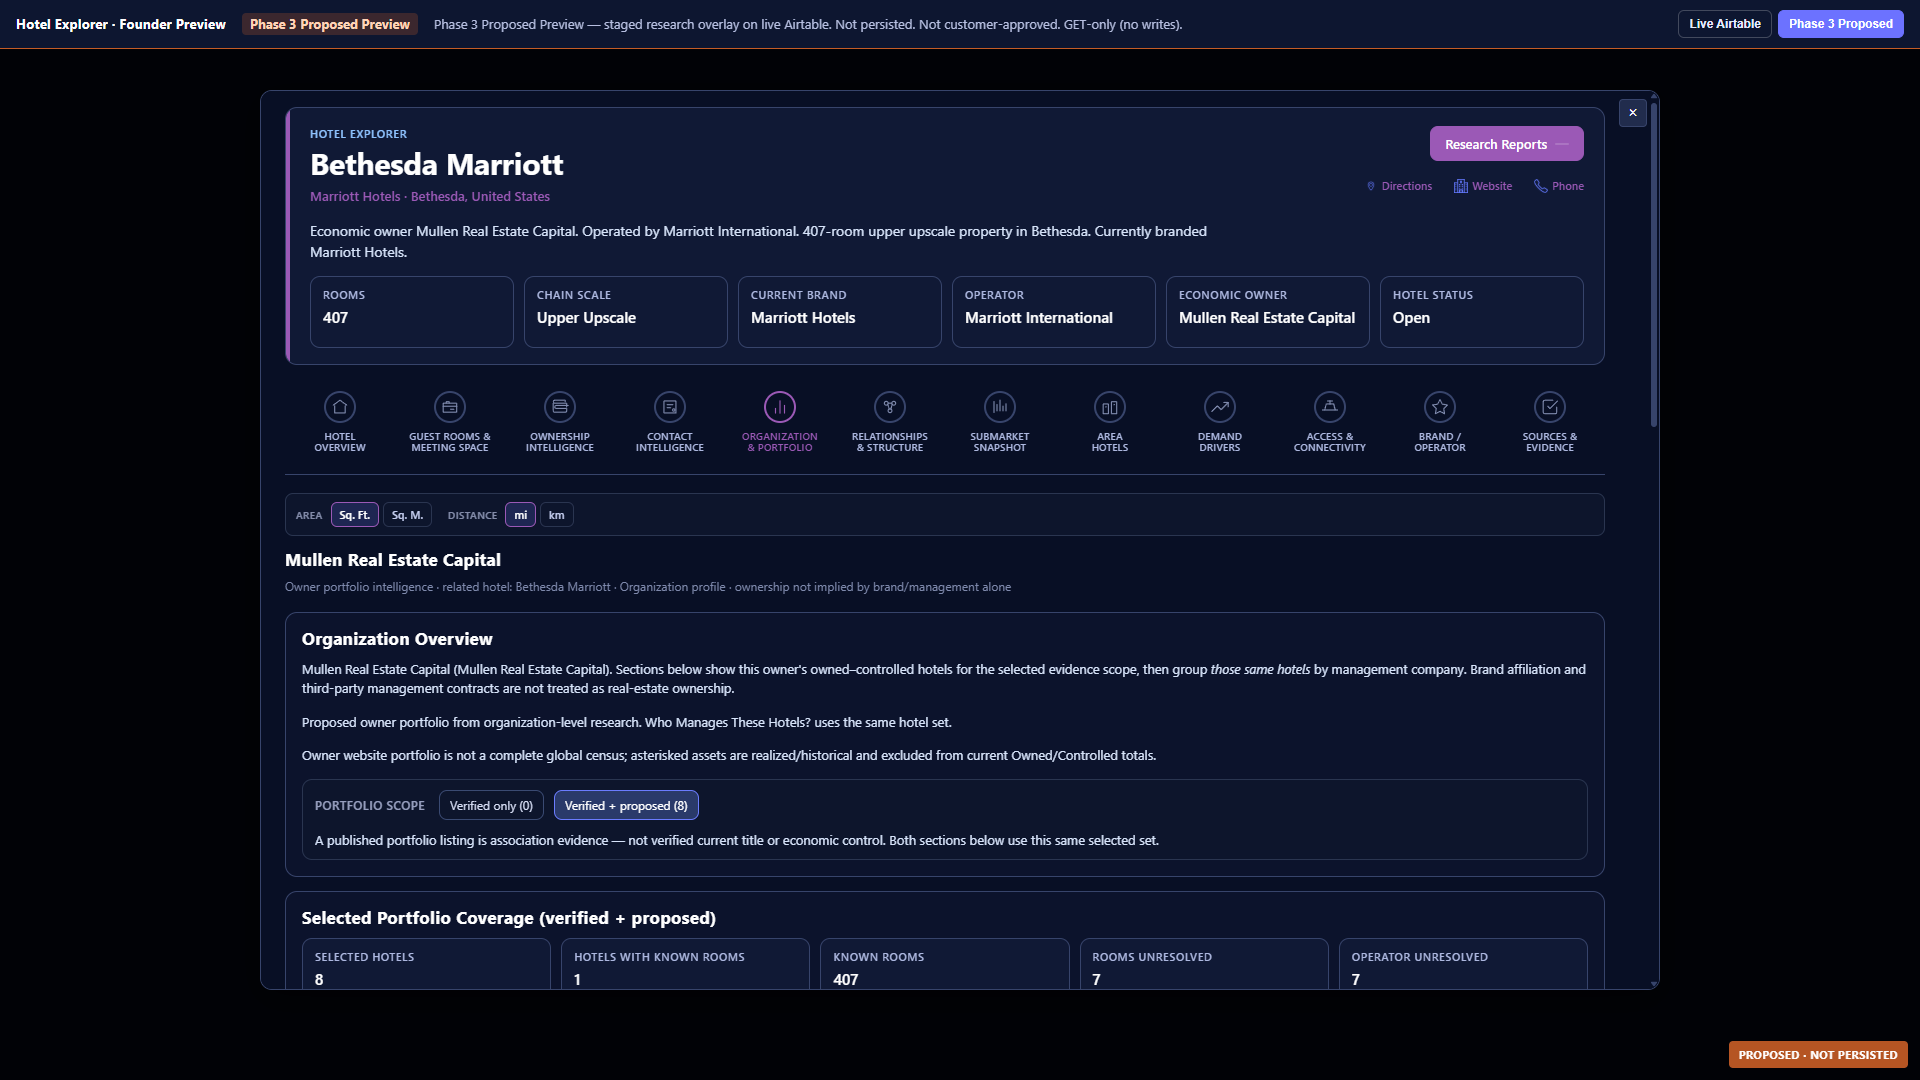 Hotel Explorer · Founder Preview
Phase 3 Proposed Preview
Phase 3 Proposed Preview — staged research overlay on live Airtable. Not persisted. Not customer-approved. GET-only (no writes).
Live Airtable
Phase 3 Proposed
×
HOTEL EXPLORER
Bethesda Marriott
Marriott Hotels · Bethesda, United States
Research Reports —
Directions
Website
Phone
Economic owner Mullen Real Estate Capital. Operated by Marriott International. 407-room upper upscale property in Bethesda. Currently branded
Marriott Hotels.
ROOMS
407
CHAIN SCALE
Upper Upscale
CURRENT BRAND
Marriott Hotels
OPERATOR
Marriott International
ECONOMIC OWNER
Mullen Real Estate Capital
HOTEL STATUS
Open
HOTEL
OVERVIEW
GUEST ROOMS &
MEETING SPACE
OWNERSHIP
INTELLIGENCE
CONTACT
INTELLIGENCE
ORGANIZATION
& PORTFOLIO
RELATIONSHIPS
& STRUCTURE
SUBMARKET
SNAPSHOT
AREA
HOTELS
DEMAND
DRIVERS
ACCESS &
CONNECTIVITY
BRAND /
OPERATOR
SOURCES &
EVIDENCE
AREA
Sq. Ft.
Sq. M.
DISTANCE
mi
km
Mullen Real Estate Capital
Owner portfolio intelligence · related hotel: Bethesda Marriott · Organization profile · ownership not implied by brand/management alone
Organization Overview
Mullen Real Estate Capital (Mullen Real Estate Capital). Sections below show this owner's owned–controlled hotels for the selected evidence scope, then group those same hotels by management company. Brand affiliation and
third-party management contracts are not treated as real-estate ownership.
Proposed owner portfolio from organization-level research. Who Manages These Hotels? uses the same hotel set.
Owner website portfolio is not a complete global census; asterisked assets are realized/historical and excluded from current Owned/Controlled totals.
PORTFOLIO SCOPE
Verified only (0)
Verified + proposed (8)
A published portfolio listing is association evidence — not verified current title or economic control. Both sections below use this same selected set.
Selected Portfolio Coverage (verified + proposed)
SELECTED HOTELS
8
HOTELS WITH KNOWN ROOMS
1
KNOWN ROOMS
407
ROOMS UNRESOLVED
7
OPERATOR UNRESOLVED
7
PROPOSED · NOT PERSISTED